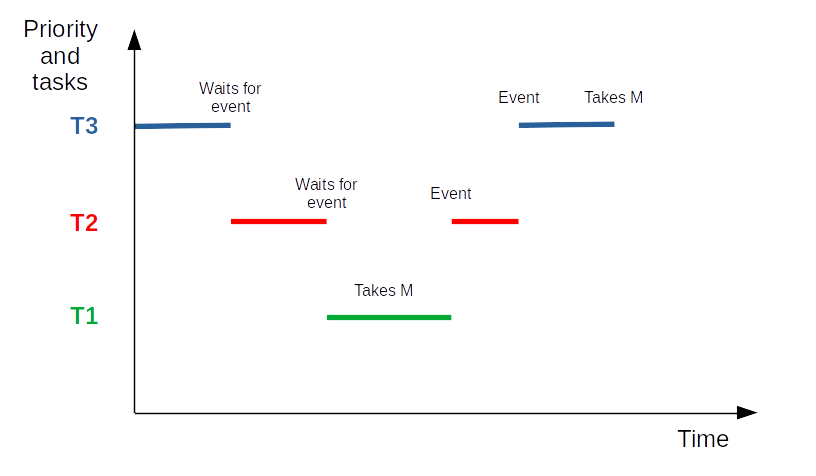 Priority
and
tasks
Waits for
event
Event
Takes M
T3
Waits for
event
Event
T2
Takes M
T1
Time